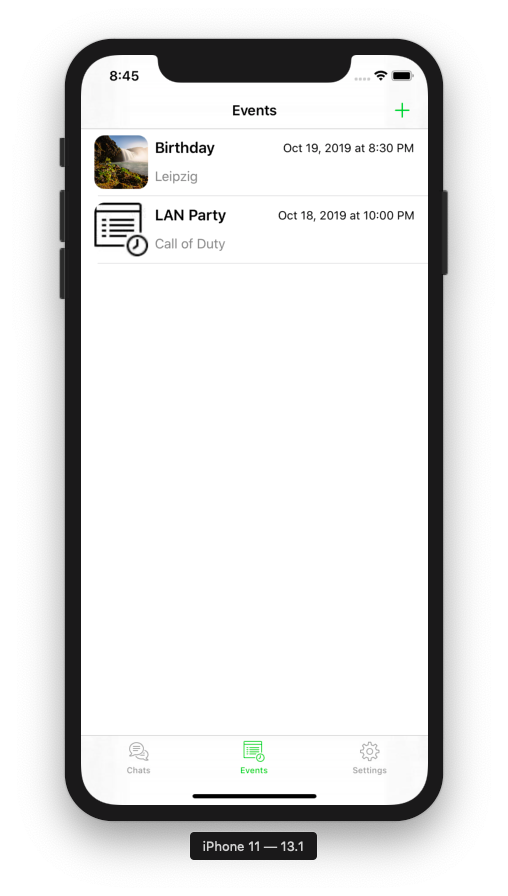 8:45
Events
Birthday
Oct 19, 2019 at 8:30 PM
Leipzig
LAN Party
Oct 18, 2019 at 10:00 PM
Call of Duty
Chats
Events
Settings
iPhone 11 — 13.1